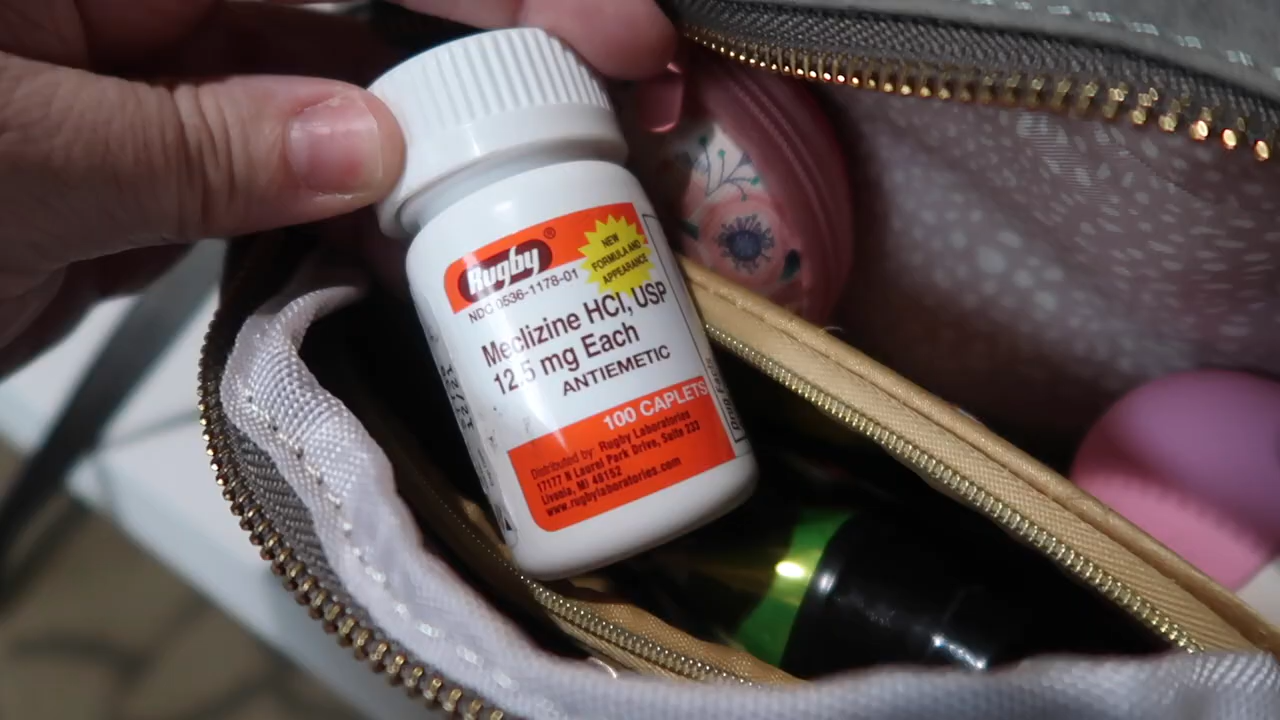 Rugby®
NEW
FORMULA AND
APPEARANCE
NDC 0536-1178-01
Meclizine HCl, USP
12.5 mg Each
ANTIEMETIC
100 CAPLETS
Distributed by: Rugby Laboratories
17177 N Laurel Park Drive, Suite 233
Livonia, MI 48152
www.rugbylaboratories.com